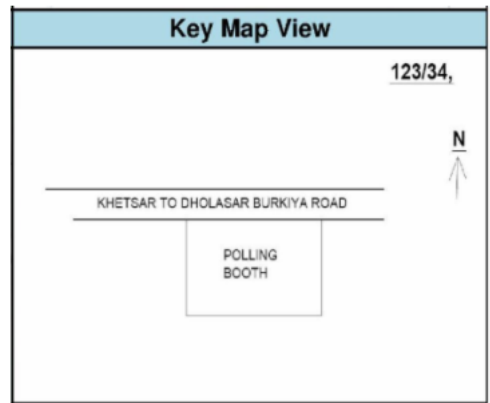 Key Map View
123/34,
N
KHETSAR TO DHOLASAR BURKIYA ROAD
POLLING
BOOTH